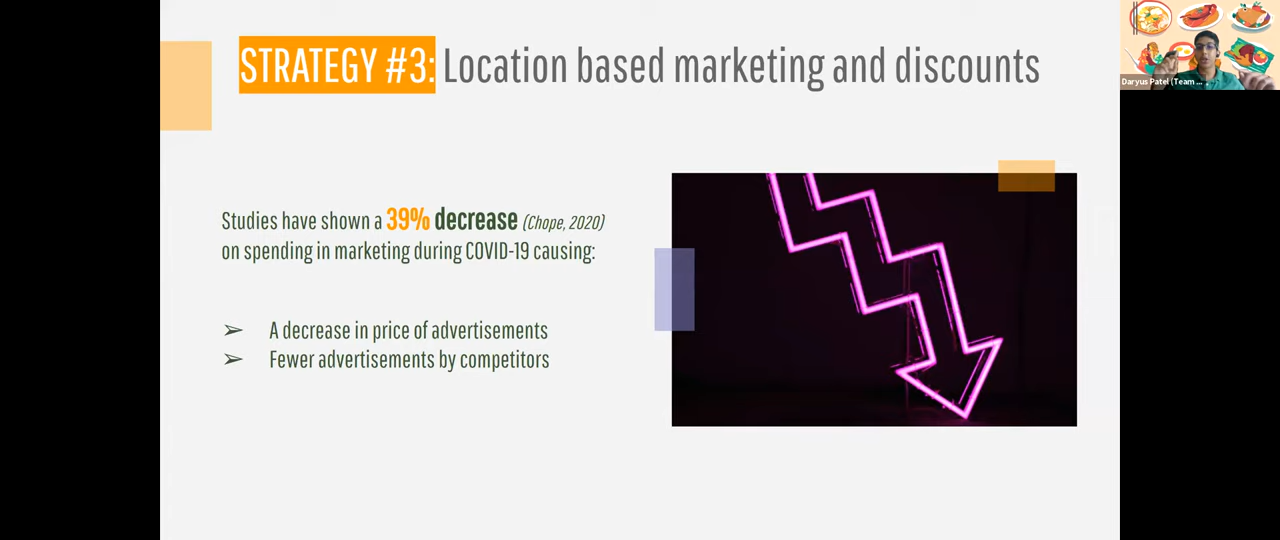 STRATEGY #3: Location based marketing and discounts
Daryus Patel (Team ...
Studies have shown a 39% decrease (Chope, 2020)
on spending in marketing during COVID-19 causing:
➢ A decrease in price of advertisements
➢ Fewer advertisements by competitors